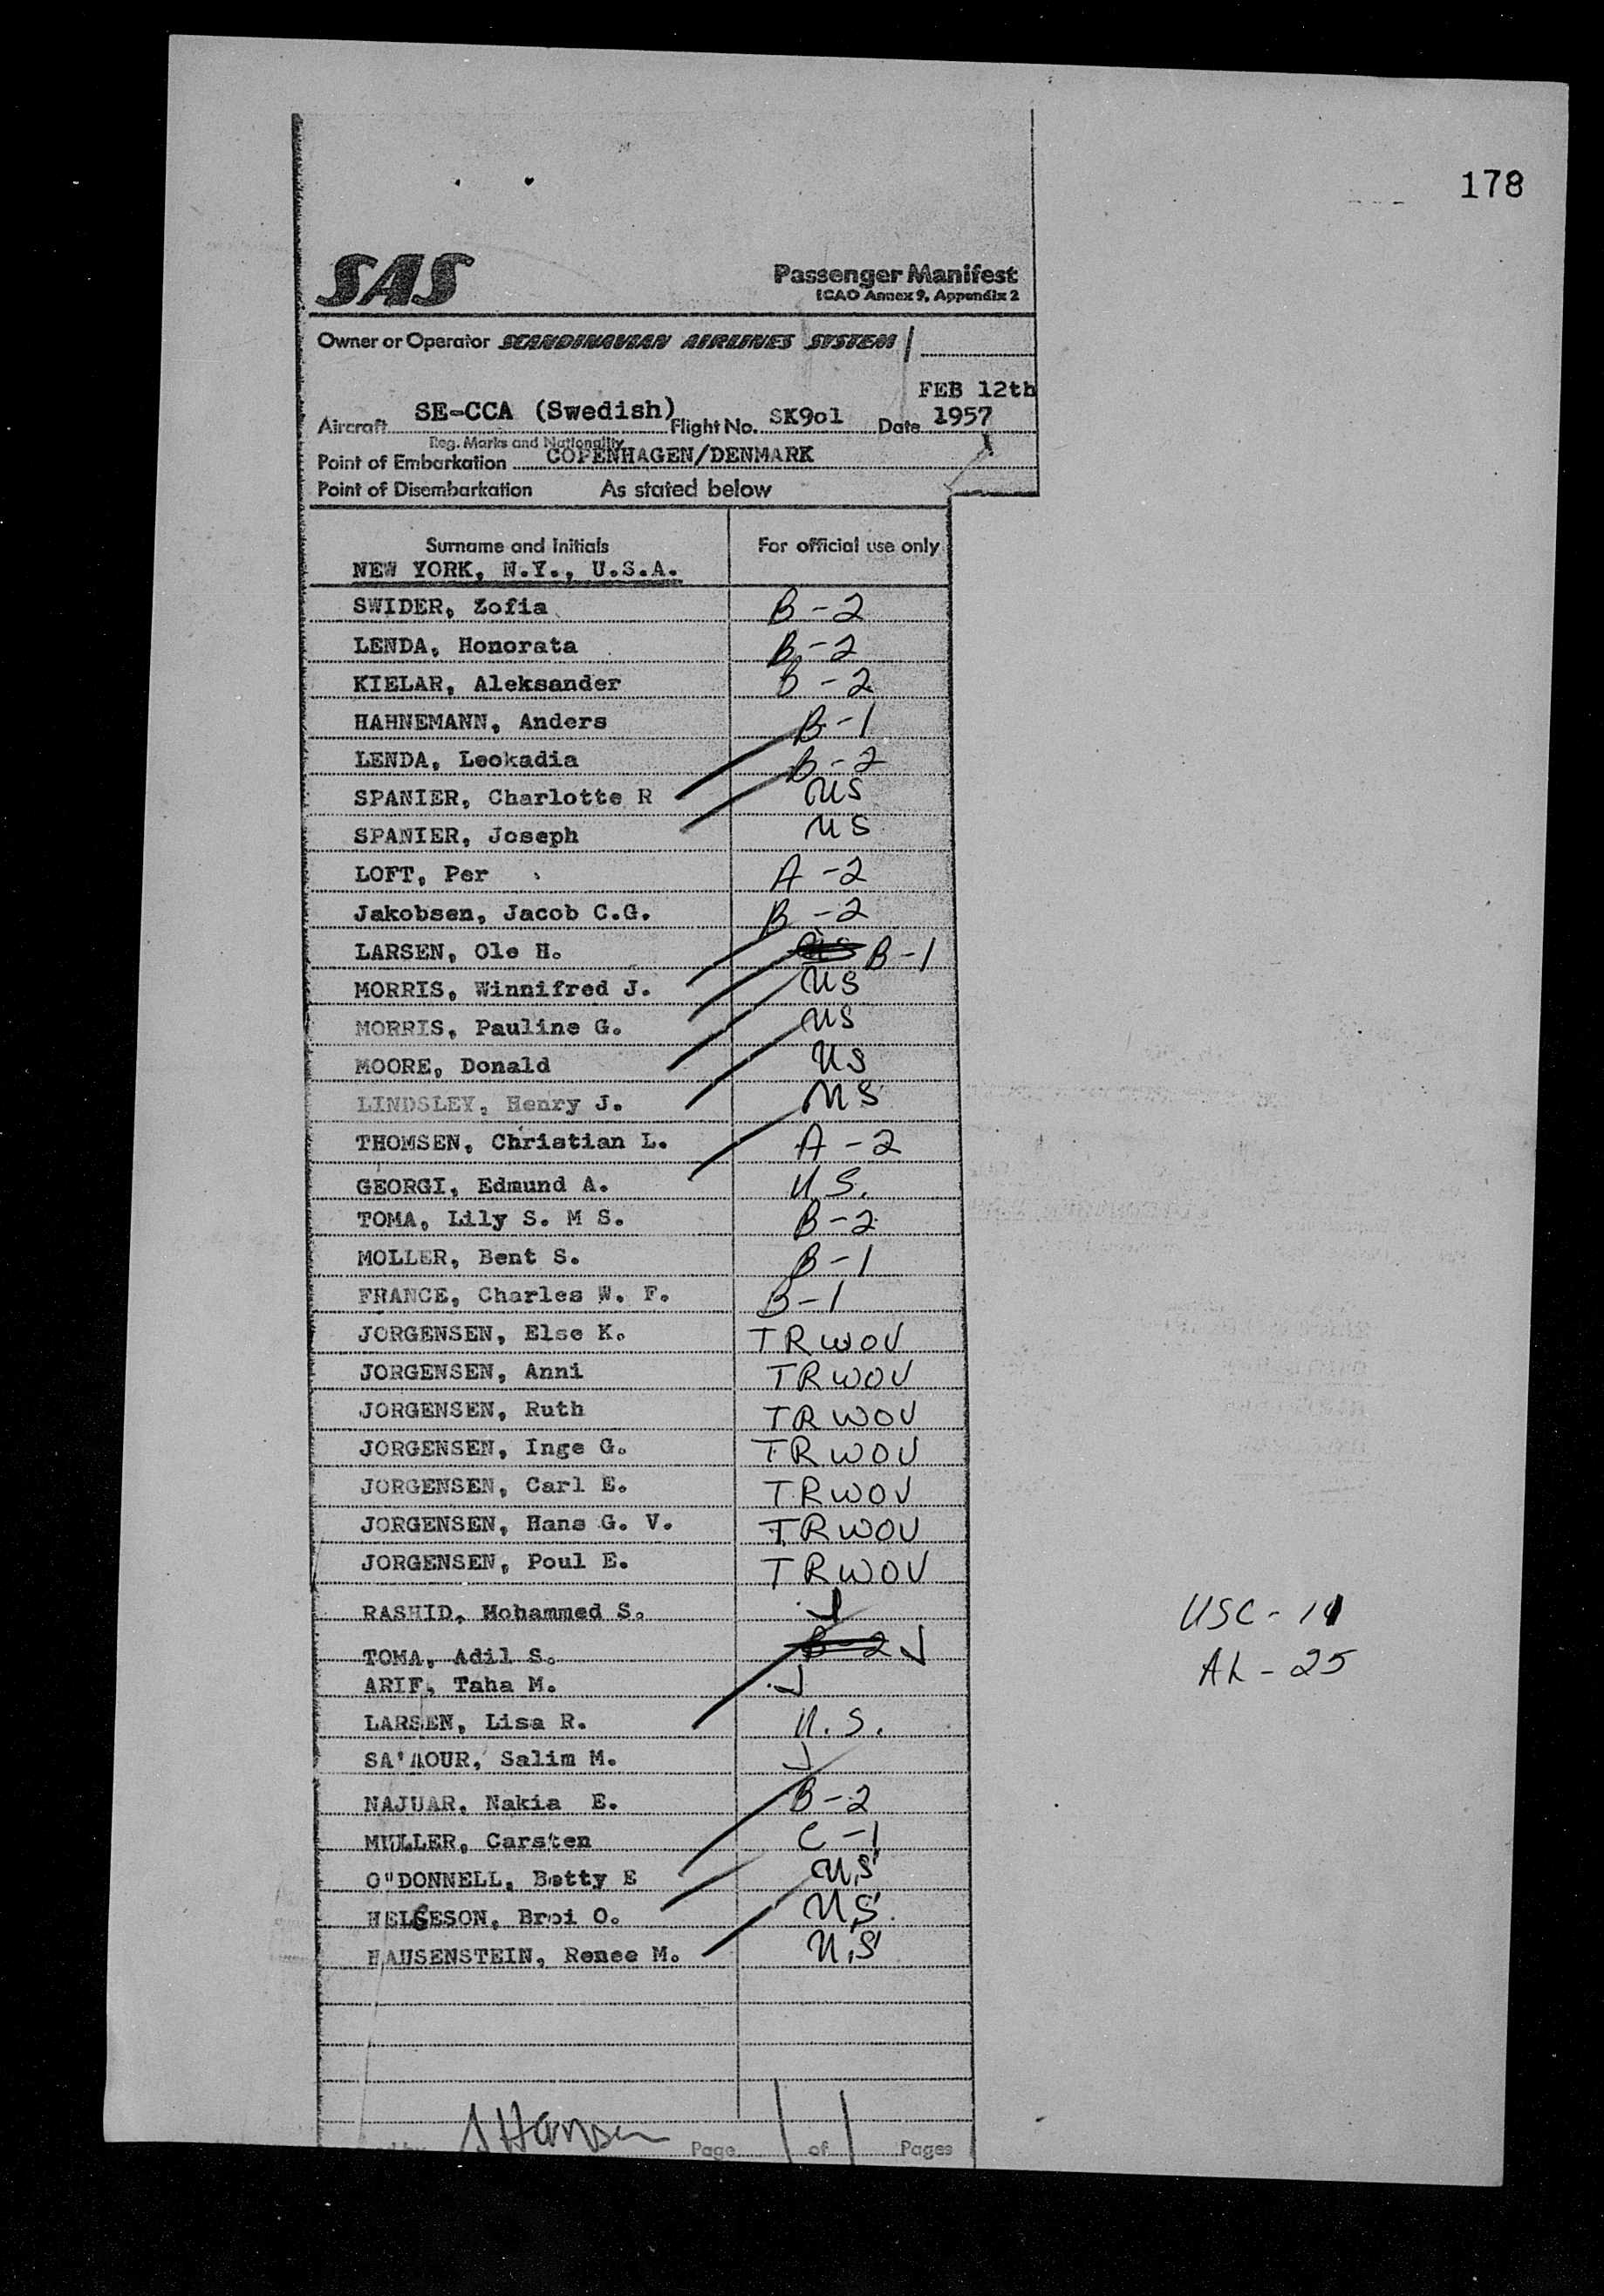 178
SAS
Passenger Manifest
ICAO Annex 9, Appendix 2
Owner or Operator SCANDINAVIAN AIRLINES SYSTEM
FEB 12th
Aircraft SE-CCA (Swedish) Flight No. SK9o1 Date 1957
Reg. Marks and Nationality
Point of Embarkation COPENHAGEN/DENMARK
Point of Disembarkation As stated below
Surname and Initials For official use only
NEW YORK, N.Y., U.S.A.
SWIDER, Zofia B-2
LENDA, Honorata B-2
KIELAR, Aleksander B-2
HAHNEMANN, Anders B-1
LENDA, Leokadia B-2
SPANIER, Charlotte R US
SPANIER, Joseph US
LOFT, Per A-2
Jakobsen, Jacob C.G. B-2
LARSEN, Ole H. B-1
MORRIS, Winnifred J. US
MORRIS, Pauline G. US
MOORE, Donald US
LINDSLEY, Henry J. US
THOMSEN, Christian L. A-2
GEORGI, Edmund A. U.S.
TOMA, Lily S. M S. B-2
MOLLER, Bent S. B-1
FRANCE, Charles W. F. B-1
JORGENSEN, Else K. TRWOV
JORGENSEN, Anni TRWOV
JORGENSEN, Ruth TRWOV
JORGENSEN, Inge G. TRWOV
JORGENSEN, Carl E. TRWOV
JORGENSEN, Hans G. V. TRWOV
JORGENSEN, Poul E. TRWOV
RASHID, Mohammed S. J
TOMA, Adil S. B-2 J
ARIF, Taha M. J
LARSEN, Lisa R. U.S.
SA'AOUR, Salim M. J
NAJUAR, Nakia E. B-2
MULLER, Carsten C-1
O"DONNELL, Betty E U.S
HELGESON, Broi O. U.S.
HAUSENSTEIN, Renee M. U.S
USC-11
AL-25
Page 1 of 1 Pages